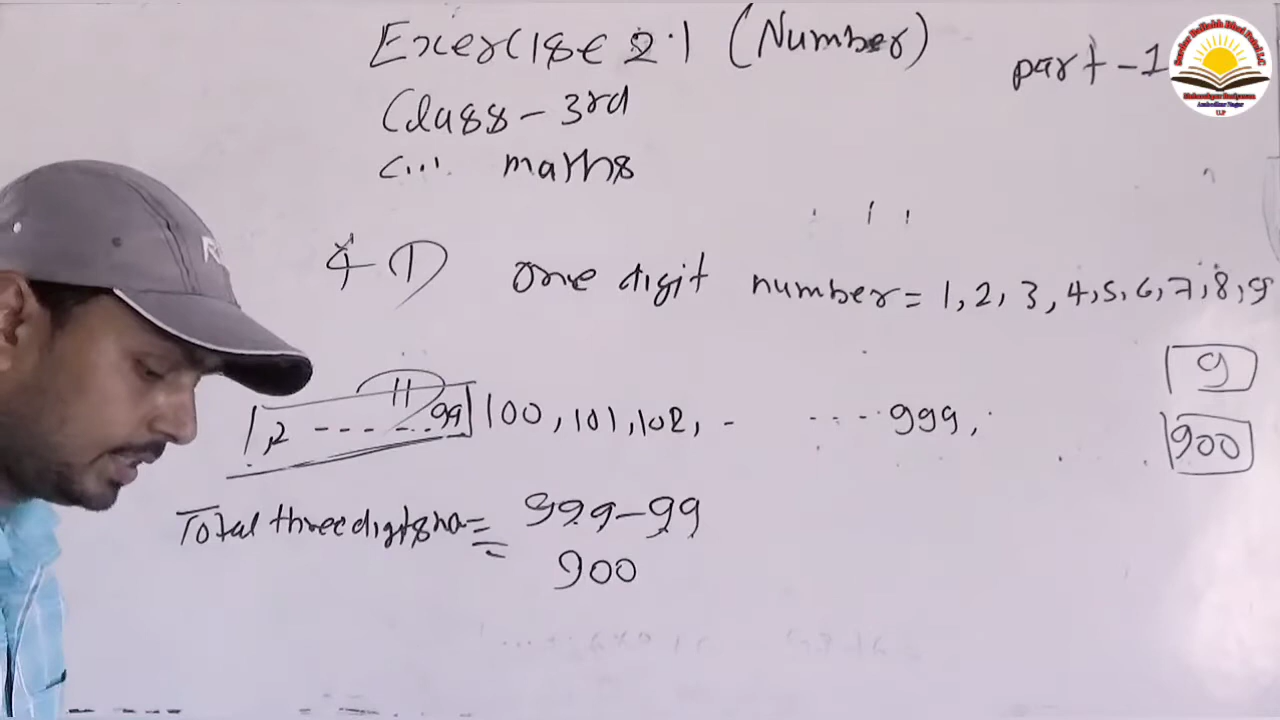 Exercise 2.1 (Number)
part-1
Class-3rd
maths
4 I) One digit number = 1, 2, 3, 4, 5, 6, 7, 8, 9
9
II)
1, 2 ------- 99 100, 101, 102, - ---- 999,
900
Total three digits no = 999-99
= 900